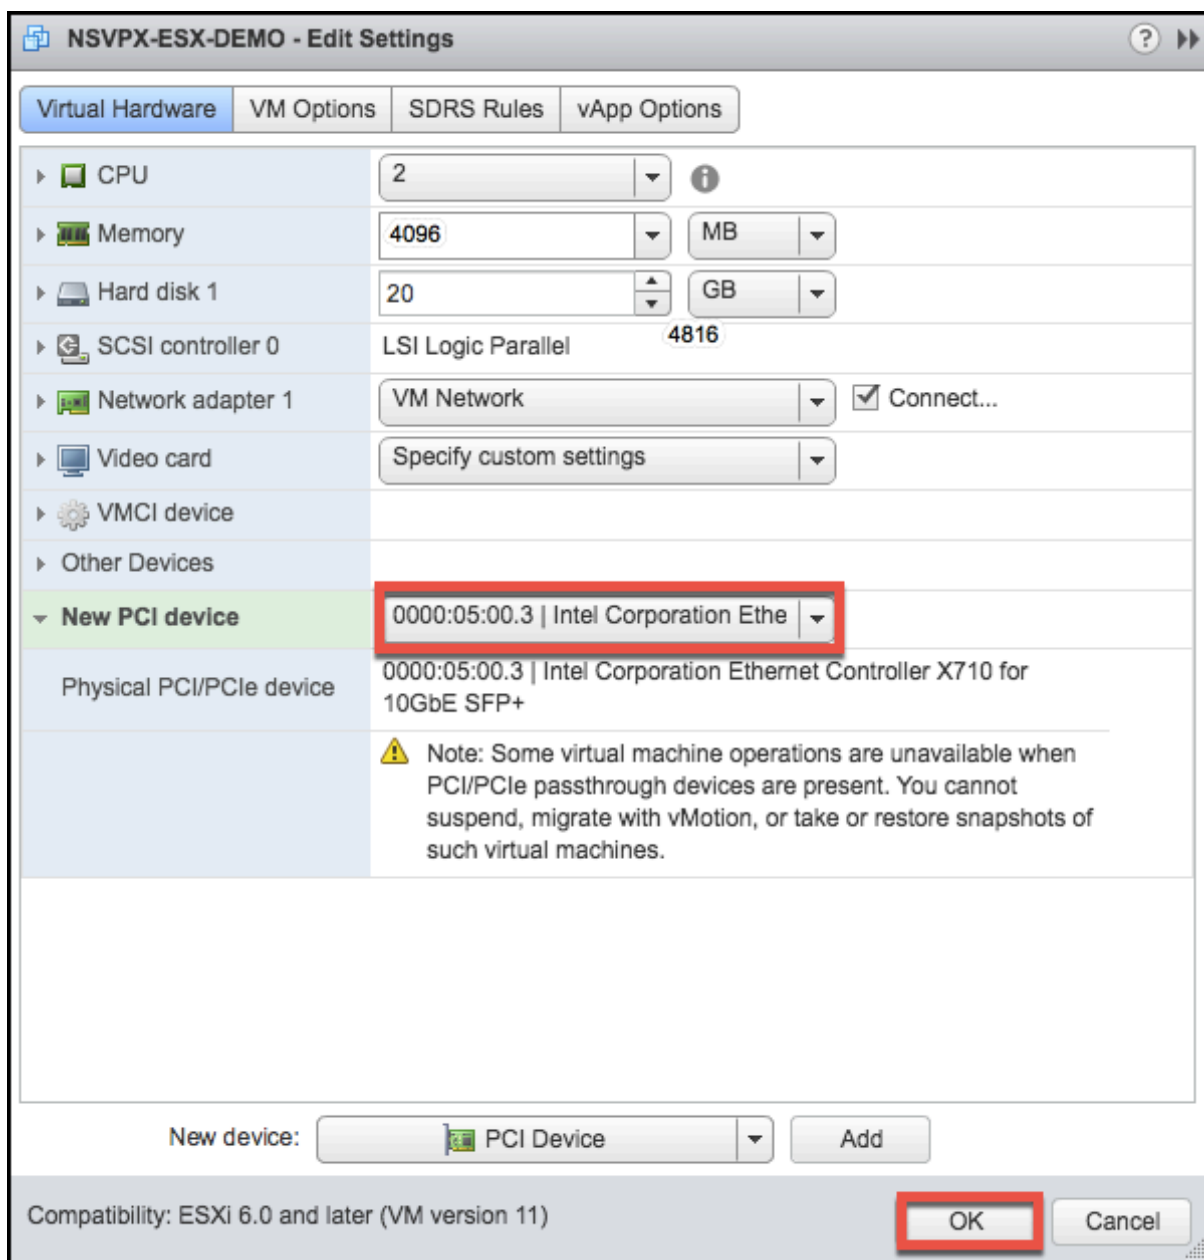 NSVPX-ESX-DEMO - Edit Settings ?
Virtual Hardware VM Options SDRS Rules vApp Options
CPU 2
Memory 4096 MB
Hard disk 1 20 GB
4816
SCSI controller 0 LSI Logic Parallel
Network adapter 1 VM Network Connect...
Video card Specify custom settings
VMCI device
Other Devices
New PCI device 0000:05:00.3 | Intel Corporation Ethe
Physical PCI/PCIe device 0000:05:00.3 | Intel Corporation Ethernet Controller X710 for
10GbE SFP+
Note: Some virtual machine operations are unavailable when
PCI/PCIe passthrough devices are present. You cannot
suspend, migrate with vMotion, or take or restore snapshots of
such virtual machines.
New device: PCI Device Add
Compatibility: ESXi 6.0 and later (VM version 11) OK Cancel